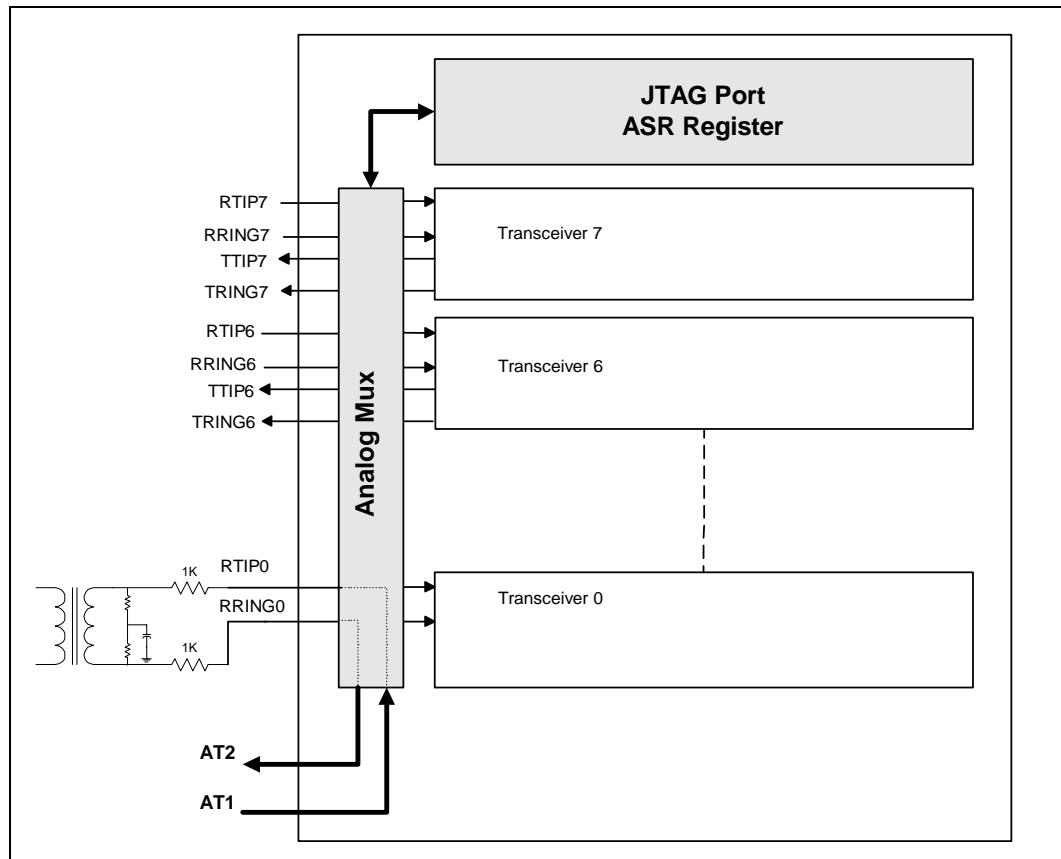 JTAG Port
ASR Register
RTIP7
RRING7
TTIP7
TRING7
Transceiver 7
RTIP6
RRING6
TTIP6
TRING6
Transceiver 6
Analog Mux
1K
RTIP0
RRING0
1K
Transceiver 0
AT2
AT1